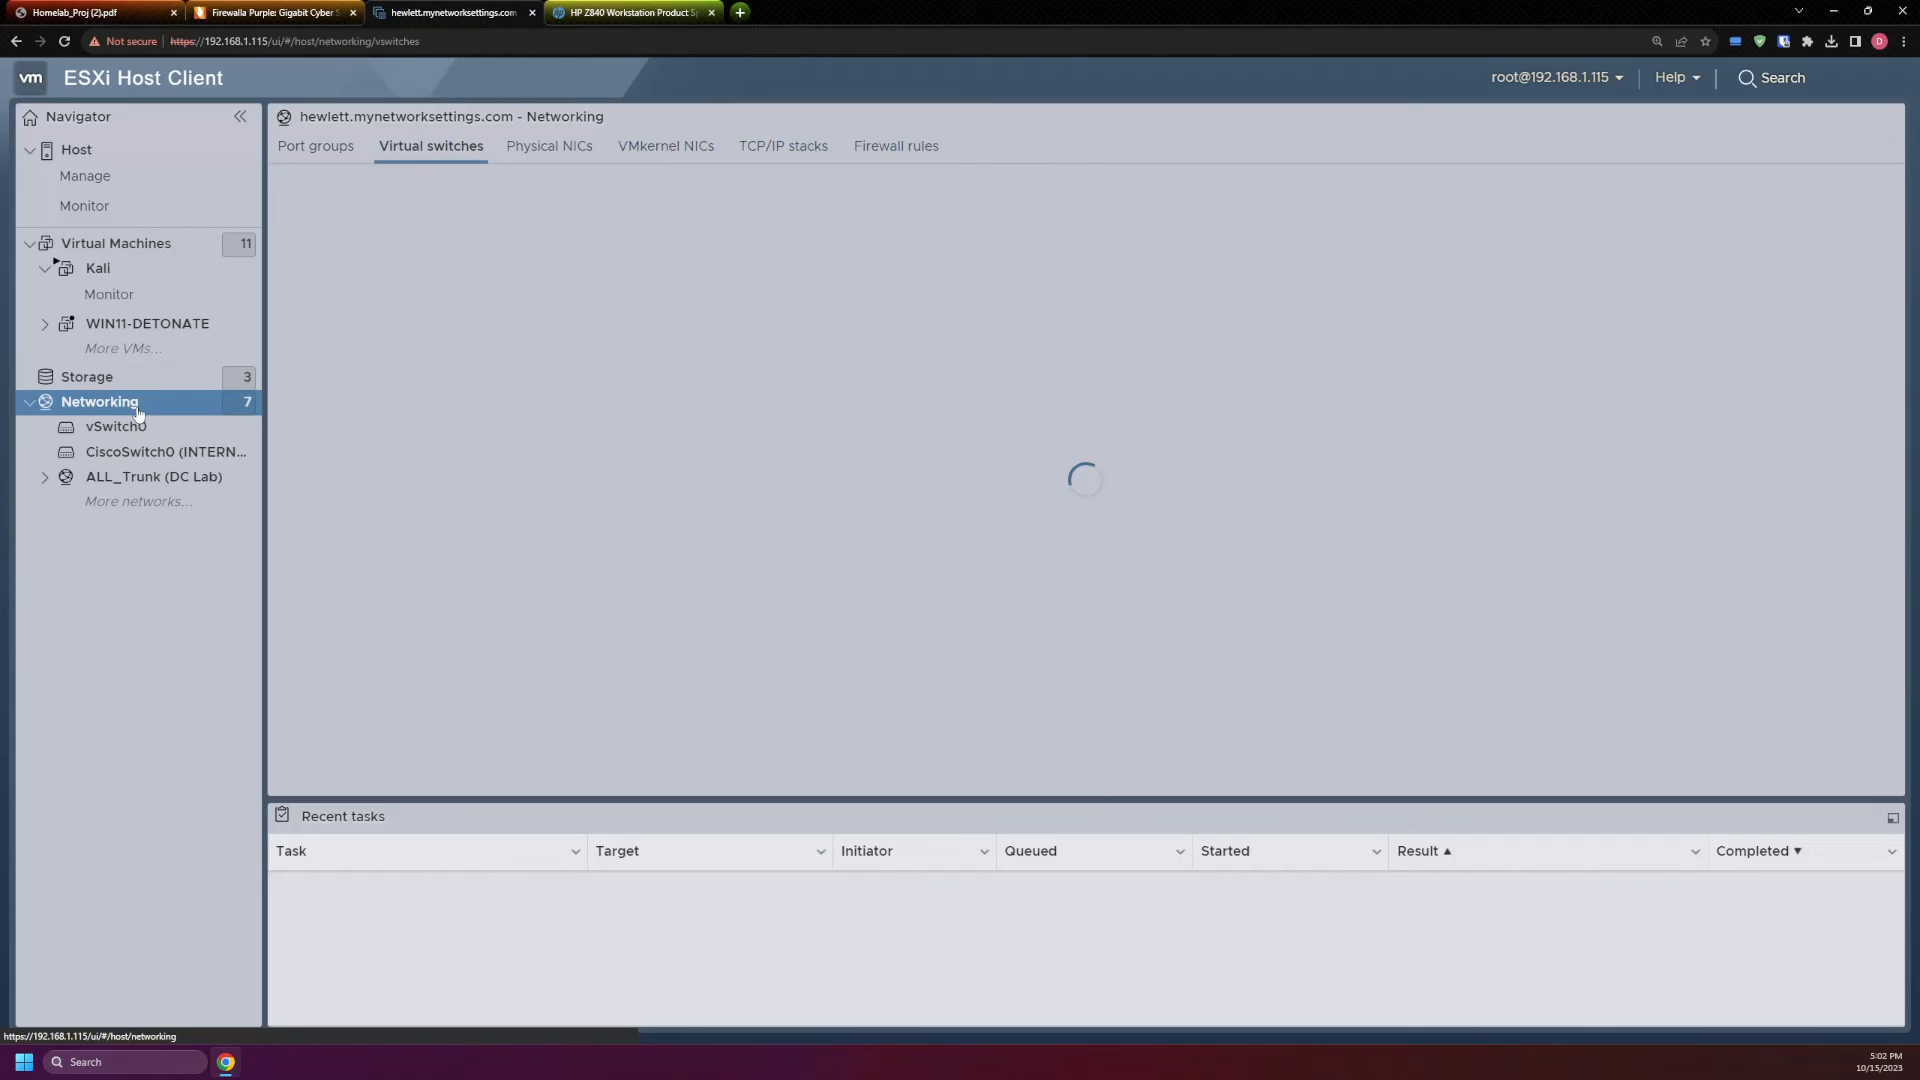 Homelab_Proj (2).pdf
Firewalla Purple: Gigabit Cyber S
hewlett.mynetworksettings.com
HP Z840 Workstation Product Sp
Not secure
https://192.168.1.115/ui/#/host/networking/vswitches
D
vm
ESXi Host Client
root@192.168.1.115
Help
Search
Navigator
Host
Manage
Monitor
Virtual Machines 11
Kali
Monitor
WIN11-DETONATE
More VMs...
Storage 3
Networking 7
vSwitch0
CiscoSwitch0 (INTERN...
ALL_Trunk (DC Lab)
More networks...
hewlett.mynetworksettings.com - Networking
Port groups
Virtual switches
Physical NICs
VMkernel NICs
TCP/IP stacks
Firewall rules
Recent tasks
Task
Target
Initiator
Queued
Started
Result ▲
Completed ▼
https://192.168.1.115/ui/#/host/networking
Search
5:02 PM
10/15/2023